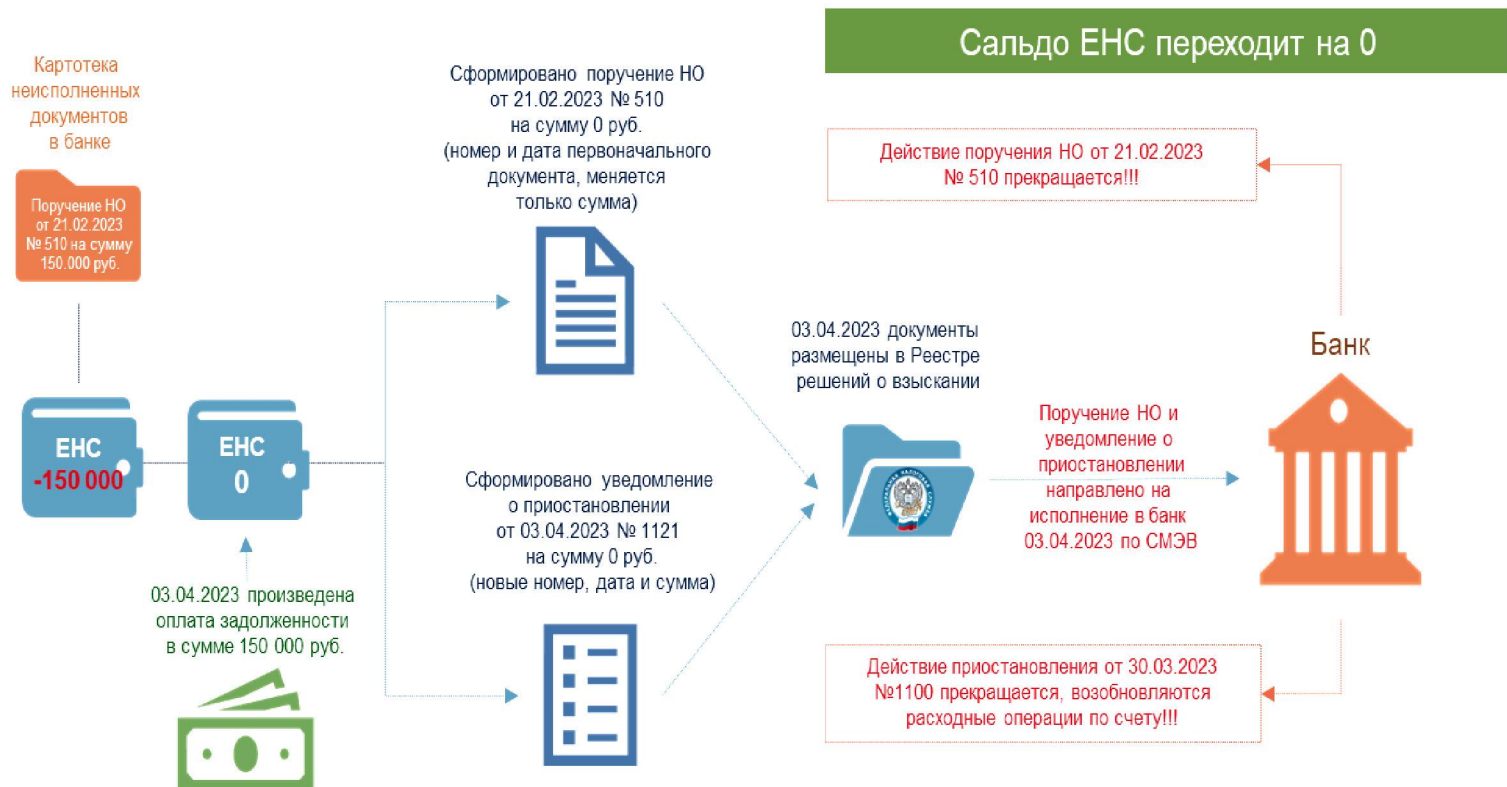 Сальдо ЕНС переходит на 0
Картотека
неисполненных
документов
в банке
Поручение НО
от 21.02.2023
№ 510 на сумму
150.000 руб.
ЕНС
-150 000
ЕНС
0
03.04.2023 произведена
оплата задолженности
в сумме 150 000 руб.
Сформировано поручение НО
от 21.02.2023 № 510
на сумму 0 руб.
(номер и дата первоначального
документа, меняется
только сумма)
Сформировано уведомление
о приостановлении
от 03.04.2023 № 1121
на сумму 0 руб.
(новые номер, дата и сумма)
03.04.2023 документы
размещены в Реестре
решений о взыскании
Поручение НО и
уведомление о
приостановлении
направлено на
исполнение в банк
03.04.2023 по СМЭВ
Банк
Действие поручения НО от 21.02.2023
№ 510 прекращается!!!
Действие приостановления от 30.03.2023
№1100 прекращается, возобновляются
расходные операции по счету!!!